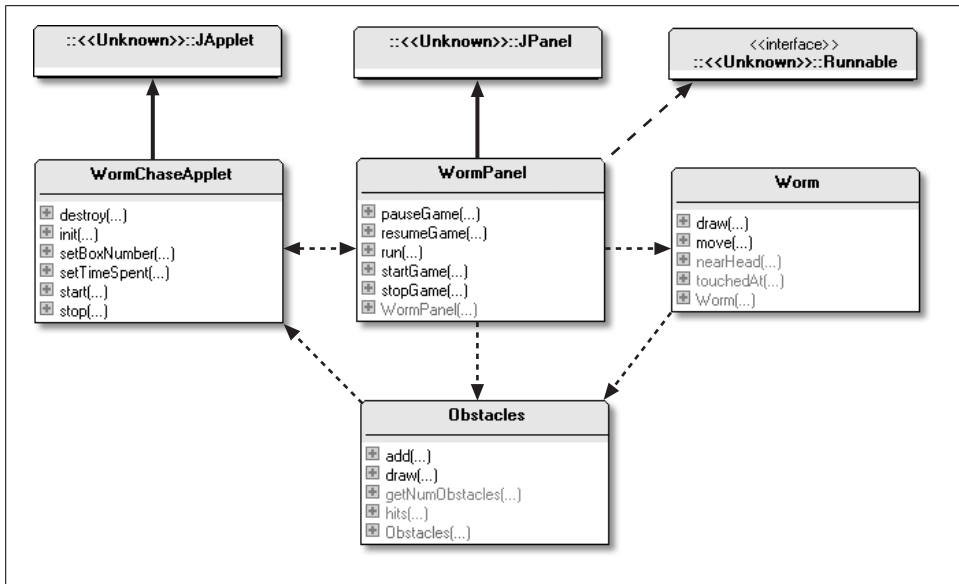 ::<<Unknown>>::JApplet
::<<Unknown>>::JPanel
<<interface>>
::<<Unknown>>::Runnable
WormChaseApplet
destroy(...)
init(...)
setBoxNumber(...)
setTimeSpent(...)
start(...)
stop(...)
WormPanel
pauseGame(...)
resumeGame(...)
run(...)
startGame(...)
stopGame(...)
WormPanel(...)
Worm
draw(...)
move(...)
nearHead(...)
touchedAt(...)
Worm(...)
Obstacles
add(...)
draw(...)
getNumObstacles(...)
hits(...)
Obstacles(...)